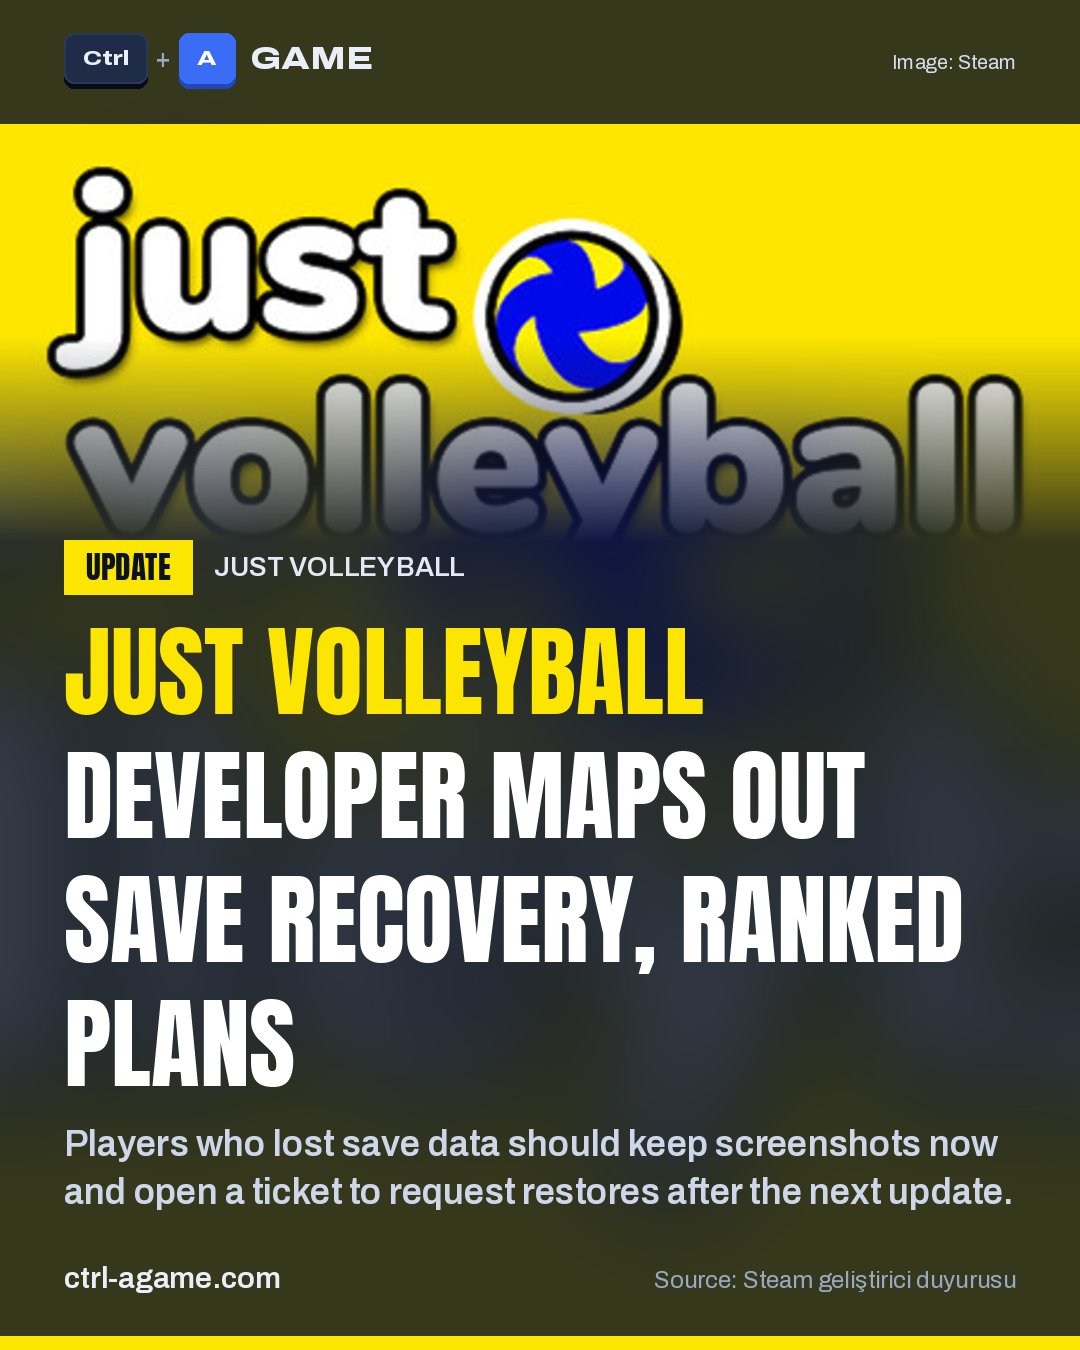 Ctrl + A GAME
Image: Steam
just
volleyball
UPDATE JUST VOLLEYBALL
JUST VOLLEYBALL
DEVELOPER MAPS OUT
SAVE RECOVERY, RANKED
PLANS
Players who lost save data should keep screenshots now
and open a ticket to request restores after the next update.
ctrl-agame.com
Source: Steam geliştirici duyurusu